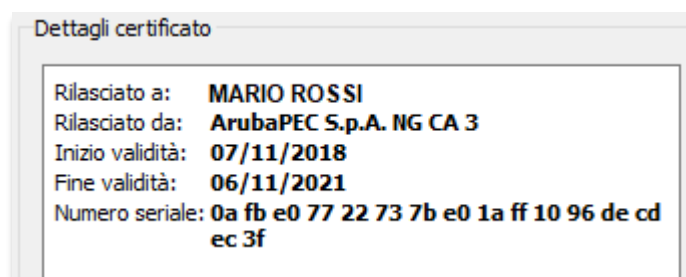 Dettagli certificato
Rilasciato a: MARIO ROSSI
Rilasciato da: ArubaPEC S.p.A. NG CA 3
Inizio validità: 07/11/2018
Fine validità: 06/11/2021
Numero seriale: 0a fb e0 77 22 73 7b e0 1a ff 10 96 de cd
ec 3f